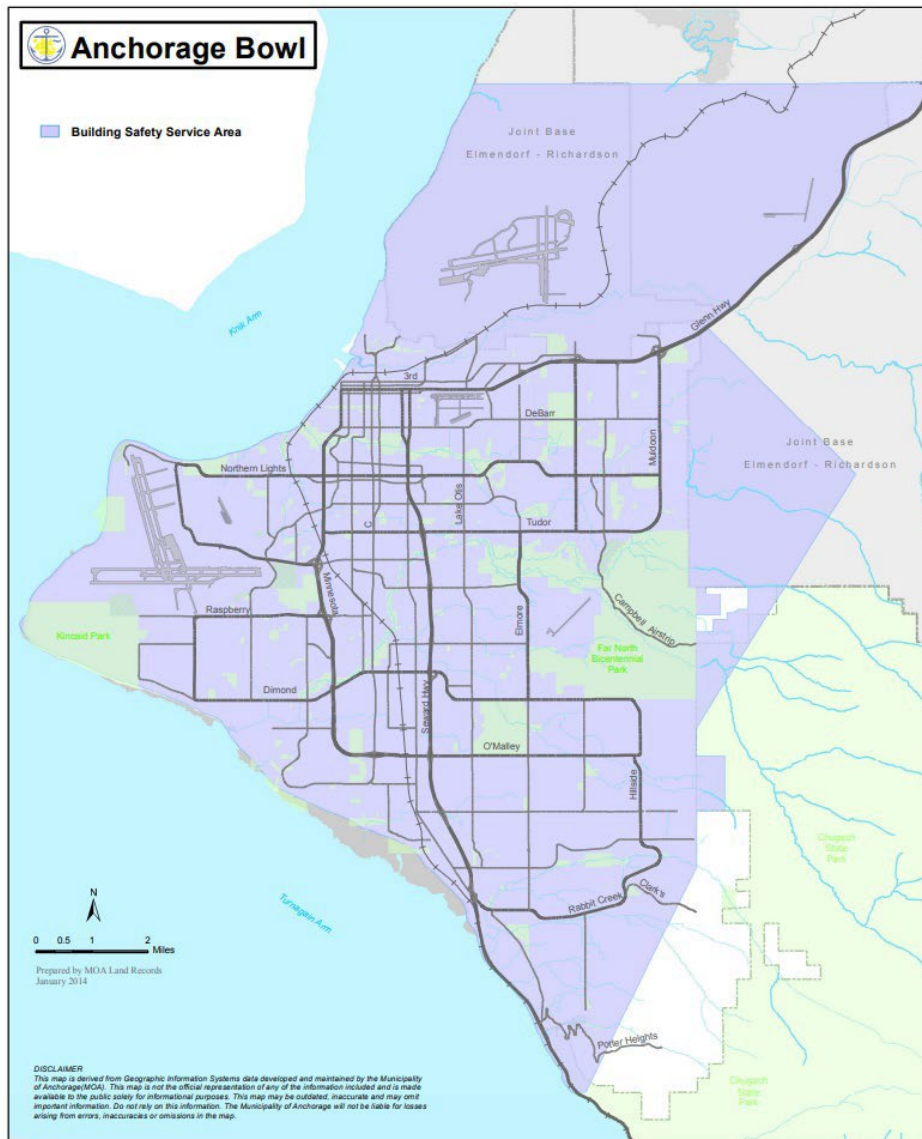 Anchorage Bowl
Building Safety Service Area
Joint Base
Elmendorf - Richardson
Knik Arm
Glenn Hwy
3rd
DeBarr
Muldoon
Joint Base
Elmendorf - Richardson
Northern Lights
Lake Otis
C
Tudor
Minnesota
Raspberry
Elmore
Campbell Airstrip
Kincaid Park
Far North
Bicentennial
Park
Dimond
Seward Hwy
O'Malley
Hillside
Chugach
State
Park
Clark's
Rabbit Creek
Turnagain Arm
N
0 0.5 1 2
Miles
Prepared by MOA Land Records
January 2014
Potter Heights
Chugach
State
Park
DISCLAIMER
This map is derived from Geographic Information Systems data developed and maintained by the Municipality
of Anchorage(MOA). This map is not the official representation of any of the information included and is made
available to the public solely for informational purposes. This map may be outdated, inaccurate and may omit
important information. Do not rely on this information. The Municipality of Anchorage will not be liable for losses
arising from errors, inaccuracies or omissions in the map.